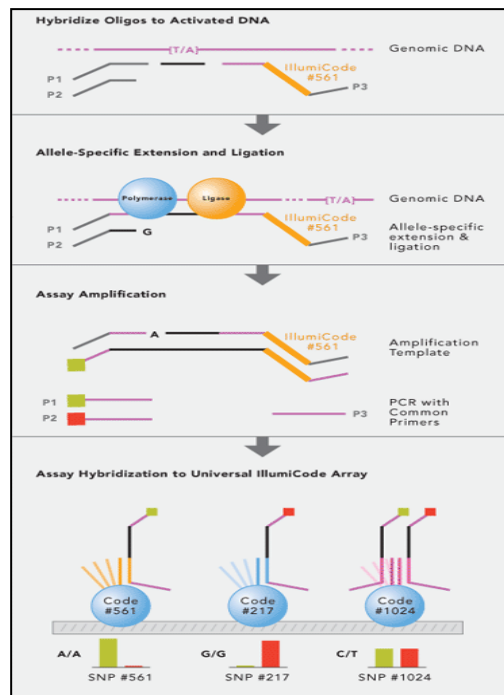 Hybridize Oligos to Activated DNA
[T/A]
Genomic DNA
P1
P2
IllumiCode
#561
P3
Allele-Specific Extension and Ligation
Polymerase
Ligase
[T/A]
Genomic DNA
P1
P2
G
IllumiCode
#561
P3
Allele-specific
extension &
ligation
Assay Amplification
A
IllumiCode
#561
Amplification
Template
P1
P2
P3
PCR with
Common
Primers
Assay Hybridization to Universal IllumiCode Array
Code
#561
Code
#217
Code
#1024
A/A
G/G
C/T
SNP #561
SNP #217
SNP #1024